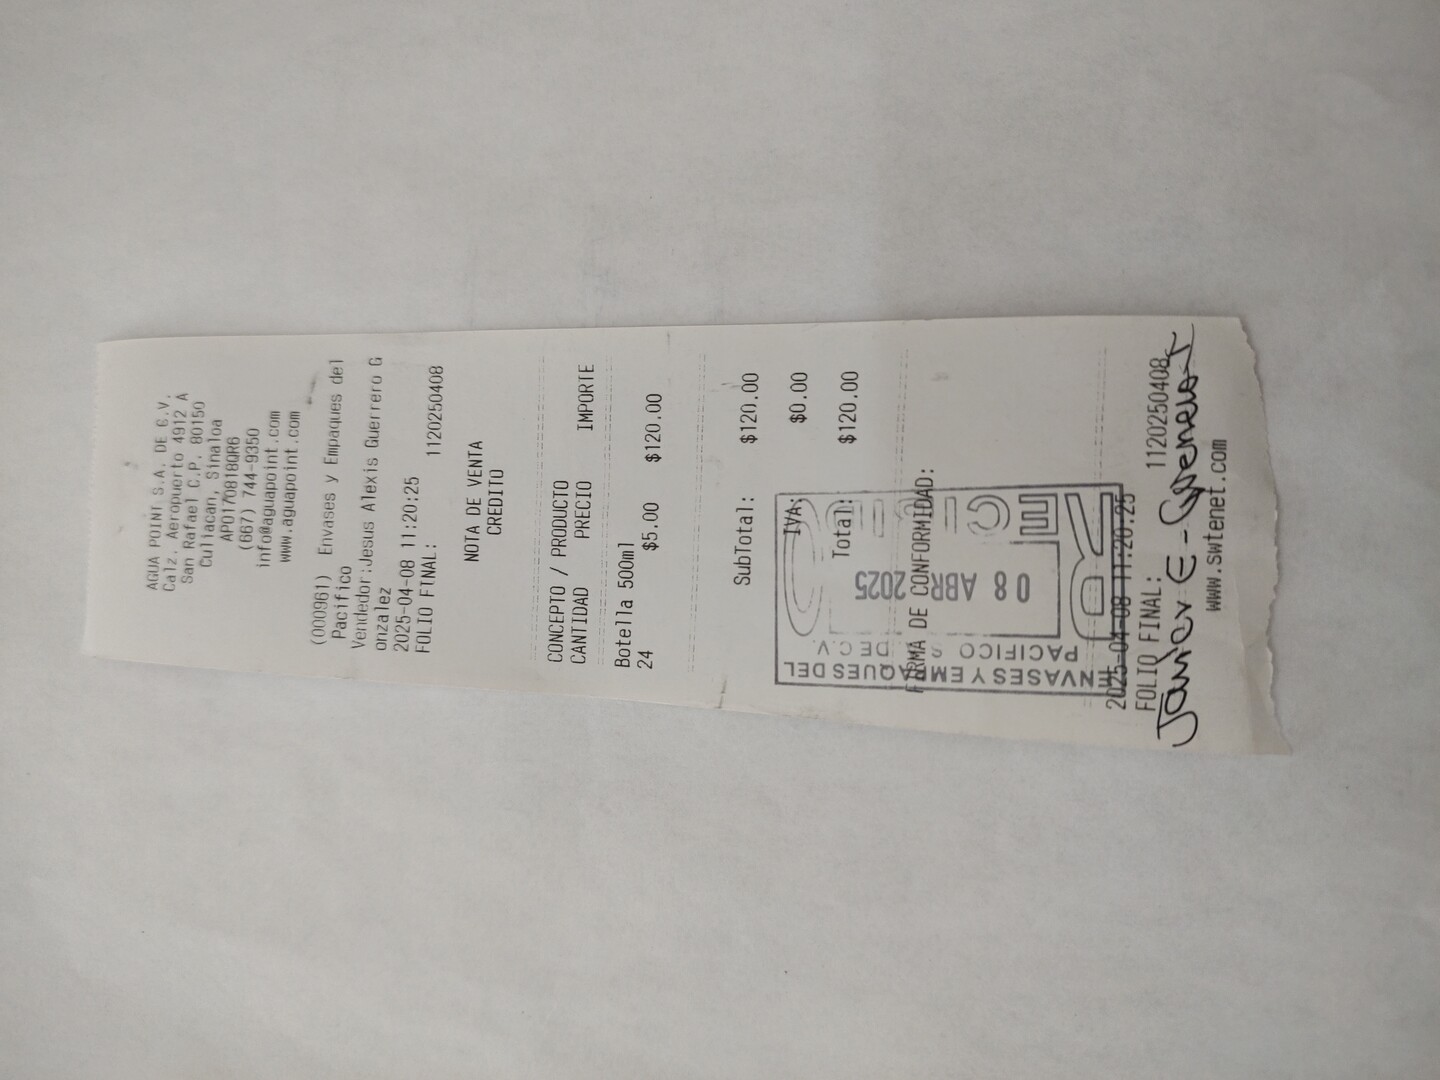 AGUA POINT S.A. DE C.V.
Calz. Aeropuerto 4912 A
San Rafael C.P. 80150
Culiacan, Sinaloa
APO170818QR6
(667) 744-9350
info@aguapoint.com
www.aguapoint.com
(000961) Envases y Empaques del
Pacifico
Vendedor:Jesus Alexis Guerrero G
onzalez
2025-04-08 11:20:25
FOLIO FINAL: 1120250408
NOTA DE VENTA
CREDITO
CONCEPTO / PRODUCTO
CANTIDAD PRECIO IMPORTE
Botella 500ml
24 $5.00 $120.00
SubTotal: $120.00
IVA: $0.00
Total: $120.00
FIRMA DE CONFORMIDAD:
ENVASES Y EMPAQUES DEL
PACIFICO S. DE C.V.
08 ABR 2025
2025-04-08 11:20:25
FOLIO FINAL: 1120250408
Javier E
www.swtenet.com